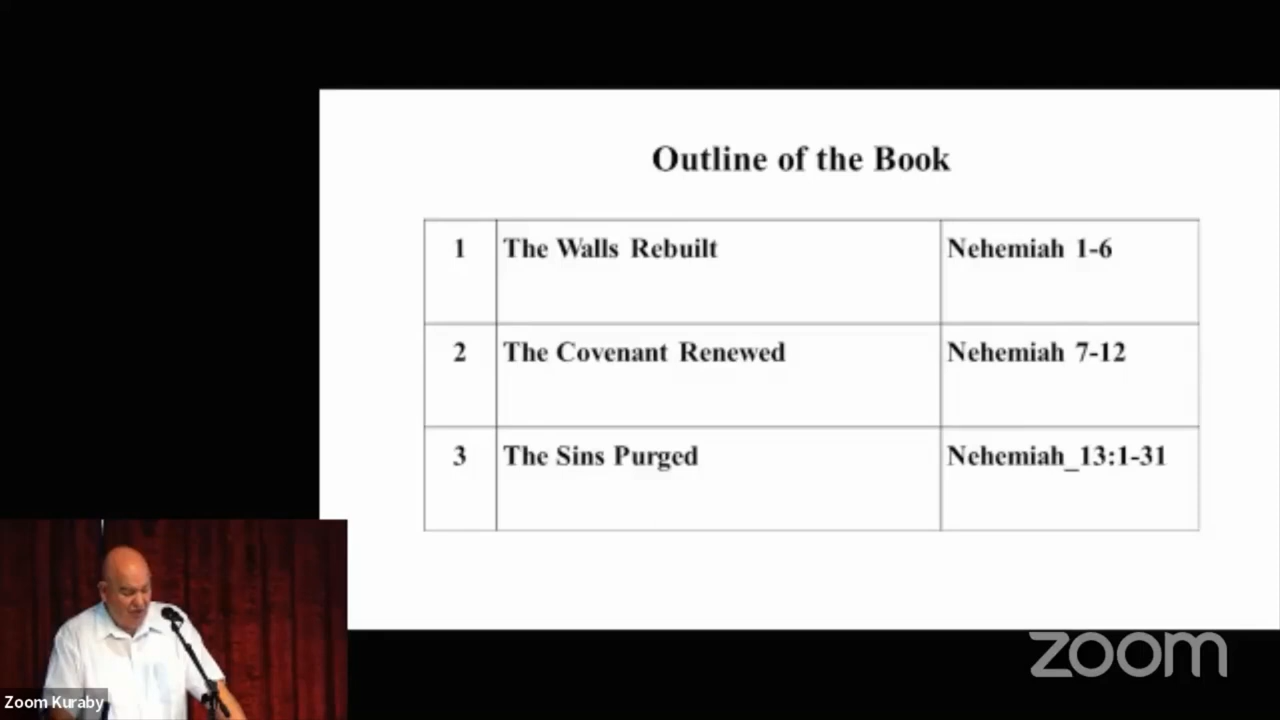 Outline of the Book
1 The Walls Rebuilt Nehemiah 1-6
2 The Covenant Renewed Nehemiah 7-12
3 The Sins Purged Nehemiah_13:1-31
Zoom Kuraby
zoom